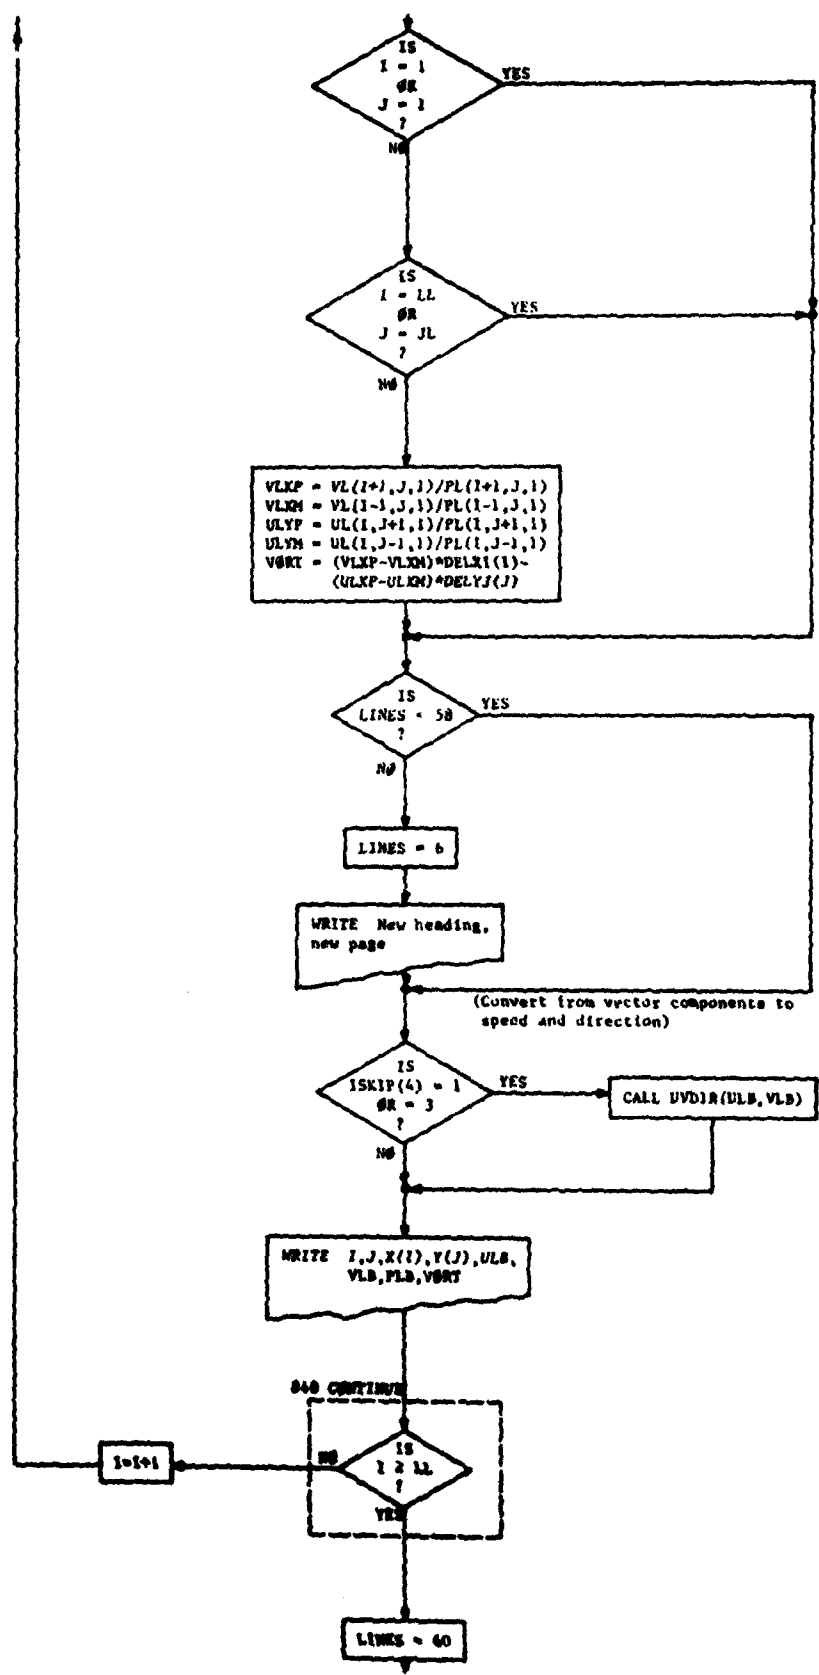 IS
I = 1
ØR
J = 1
?
YES
NØ
IS
I = LL
ØR
J = JL
?
YES
NØ
VLXP = VL(I+1,J,1)/PL(I+1,J,1)
VLXM = VL(I-1,J,1)/PL(I-1,J,1)
ULYP = UL(I,J+1,1)/PL(I,J+1,1)
ULYM = UL(I,J-1,1)/PL(I,J-1,1)
VØRT = (VLXP-VLXM)*DELXI(I)-
(ULXP-ULXM)*DELYI(J)
IS
LINES < 58
?
YES
NØ
LINES = 6
WRITE New heading,
new page
(Convert from vector components to
speed and direction)
IS
ISKIP(4) = 1
ØR = 3
?
YES
CALL UVDIR(ULB,VLB)
NØ
WRITE I,J,X(I),Y(J),ULB,
VLB,PLB,VØRT
840 CØNTINUE
IS
I ≥ LL
?
NØ
I=I+1
YES
LINES = 60